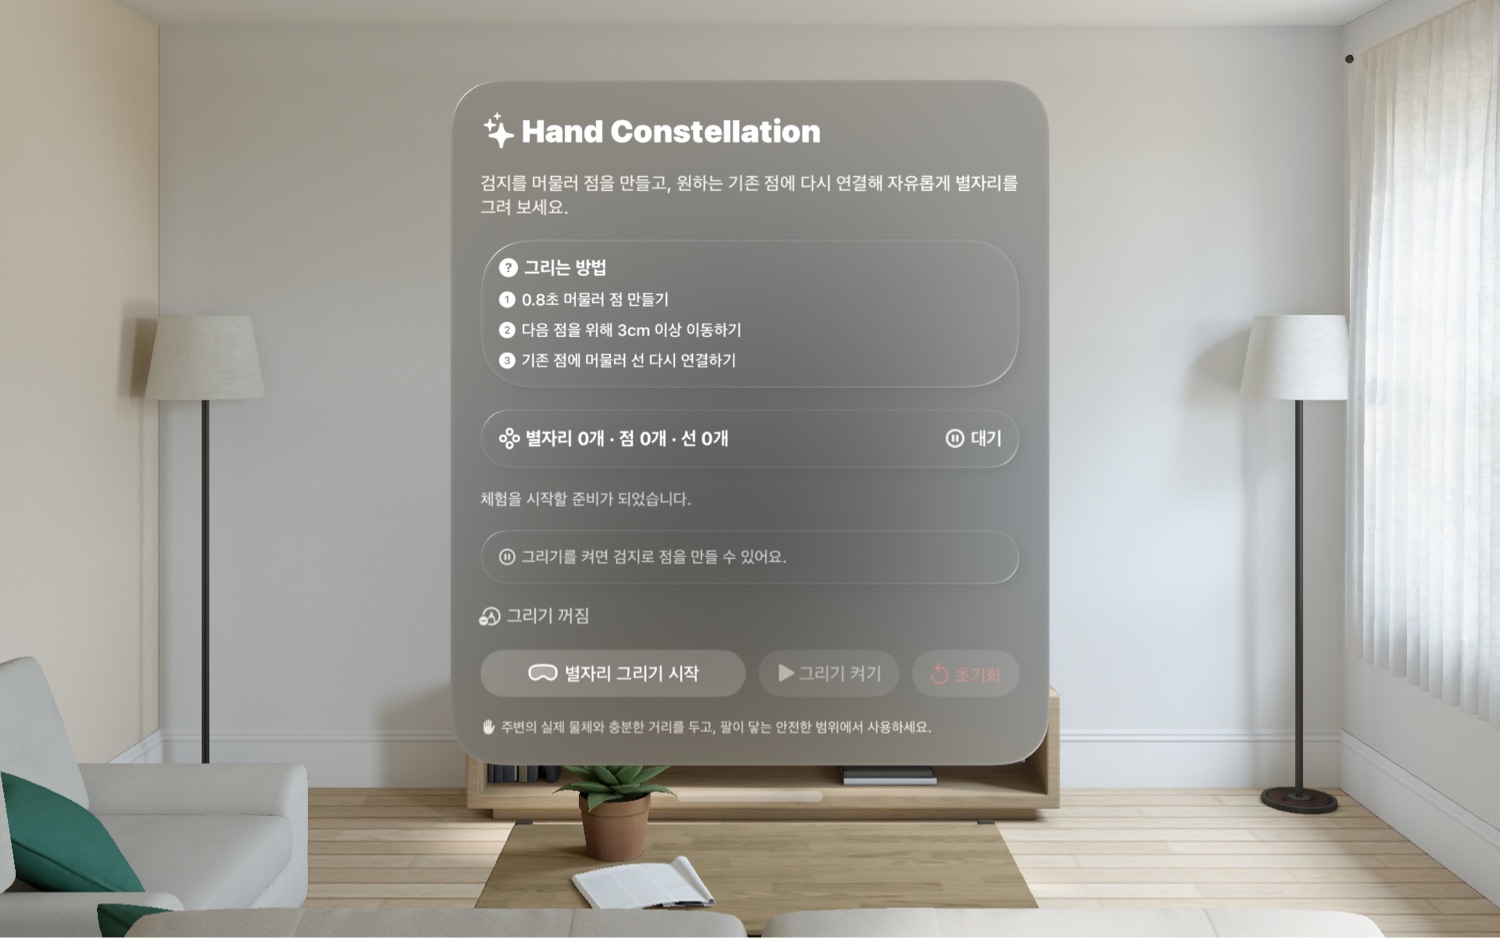 Hand Constellation
검지를 머물러 점을 만들고, 원하는 기존 점에 다시 연결해 자유롭게 별자리를
그려 보세요.
? 그리는 방법
1 0.8초 머물러 점 만들기
2 다음 점을 위해 3cm 이상 이동하기
3 기존 점에 머물러 선 다시 연결하기
별자리 0개 · 점 0개 · 선 0개
대기
체험을 시작할 준비가 되었습니다.
그리기를 켜면 검지로 점을 만들 수 있어요.
그리기 꺼짐
별자리 그리기 시작
그리기 켜기
초기화
주변의 실제 물체와 충분한 거리를 두고, 팔이 닿는 안전한 범위에서 사용하세요.